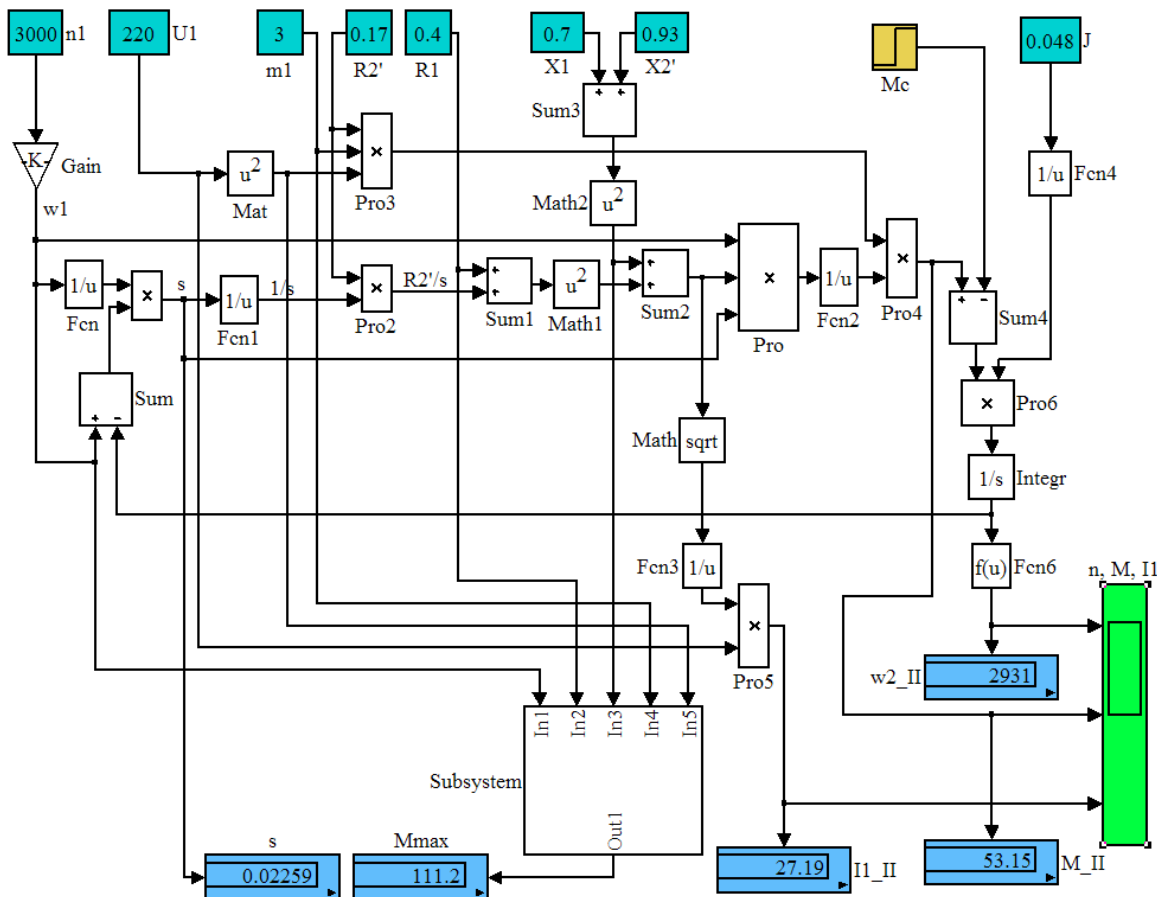 3000 n1
220 U1
3
m1
0.17
R2'
0.4
R1
0.7
X1
0.93
X2'
Mc
0.048 J
Sum3
-K- Gain
w1
u²
Mat
×
Pro3
Math2 u²
1/u Fcn4
1/u
Fcn
×
s
1/u
Fcn1
1/s
×
Pro2
R2'/s
+
+
Sum1
u²
Math1
+
+
Sum2
×
Pro
1/u
Fcn2
×
Pro4
+ -
Sum4
+ +
+ -
Sum
Math sqrt
×
Pro6
1/s Integr
Fcn3 1/u
f(u) Fcn6
n, M, I1
×
Pro5
w2_II 2931
In1 In2 In3 In4 In5
Subsystem
Out1
s
0.02259
Mmax
111.2
27.19 I1_II
53.15
M_II